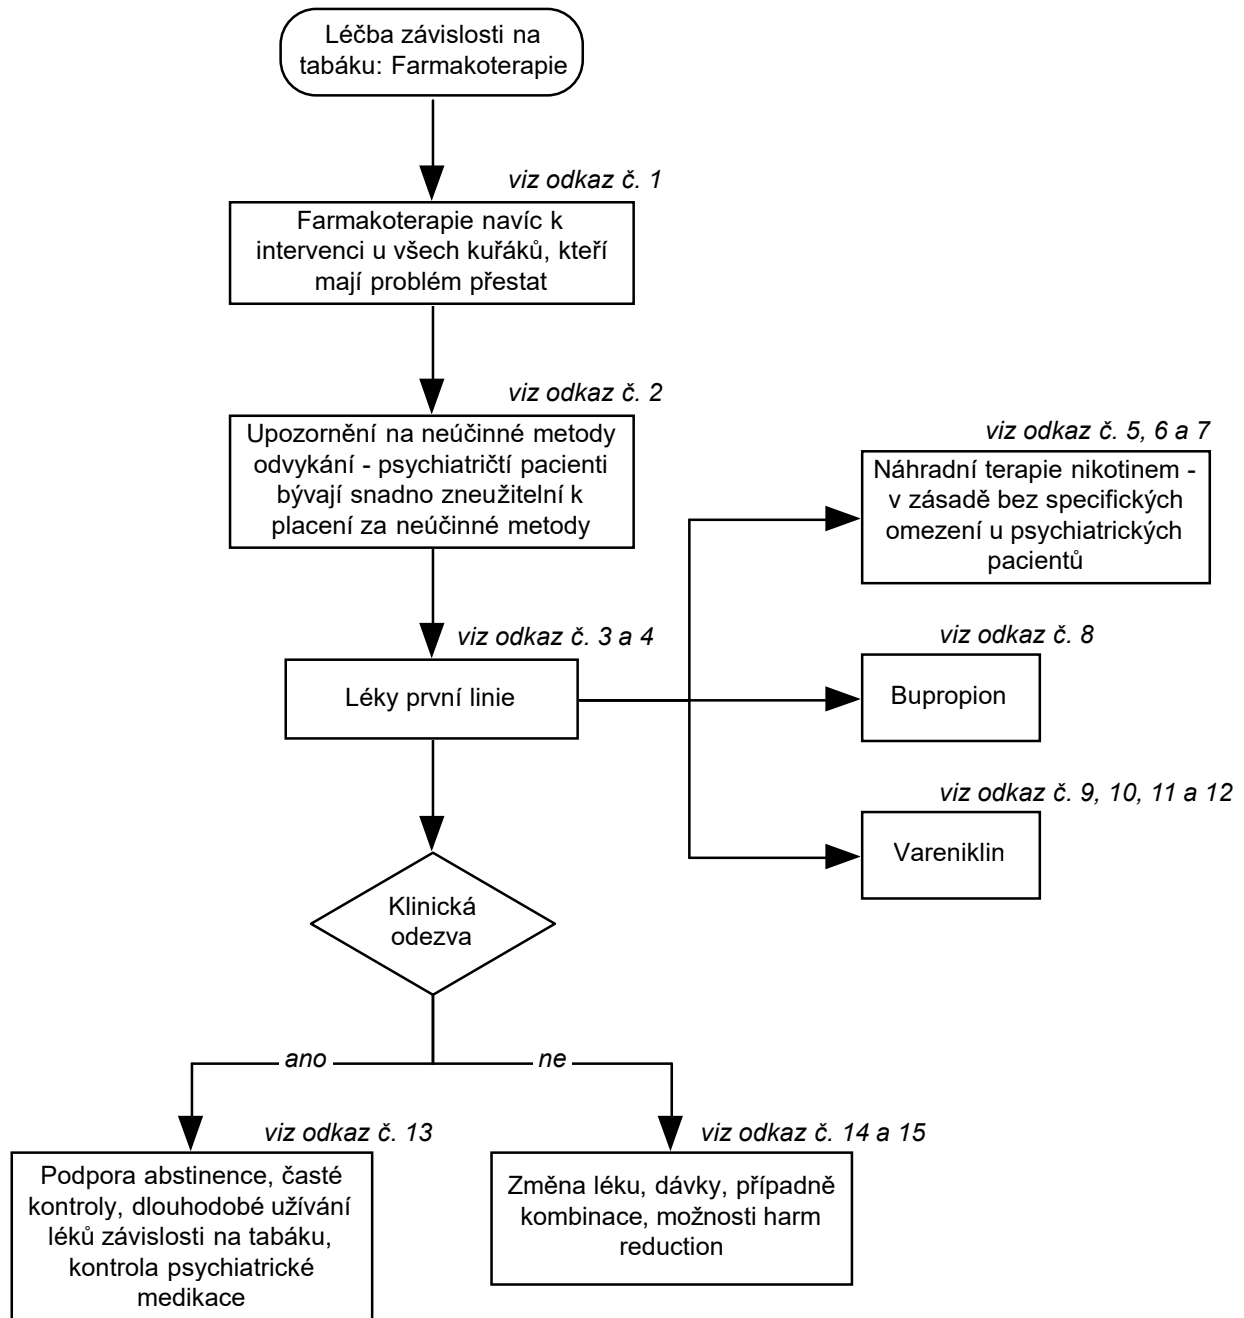 Léčba závislosti na
tabáku: Farmakoterapie
viz odkaz č. 1
Farmakoterapie navíc k
intervenci u všech kuřáků, kteří
mají problém přestat
viz odkaz č. 2
Upozornění na neúčinné metody
odvykání - psychiatričtí pacienti
bývají snadno zneužitelní k
placení za neúčinné metody
viz odkaz č. 3 a 4
Léky první linie
viz odkaz č. 5, 6 a 7
Náhradní terapie nikotinem -
v zásadě bez specifických
omezení u psychiatrických
pacientů
viz odkaz č. 8
Bupropion
viz odkaz č. 9, 10, 11 a 12
Vareniklin
Klinická
odezva
ano
ne
viz odkaz č. 13
Podpora abstinence, časté
kontroly, dlouhodobé užívání
léků závislosti na tabáku,
kontrola psychiatrické
medikace
viz odkaz č. 14 a 15
Změna léku, dávky, případně
kombinace, možnosti harm
reduction